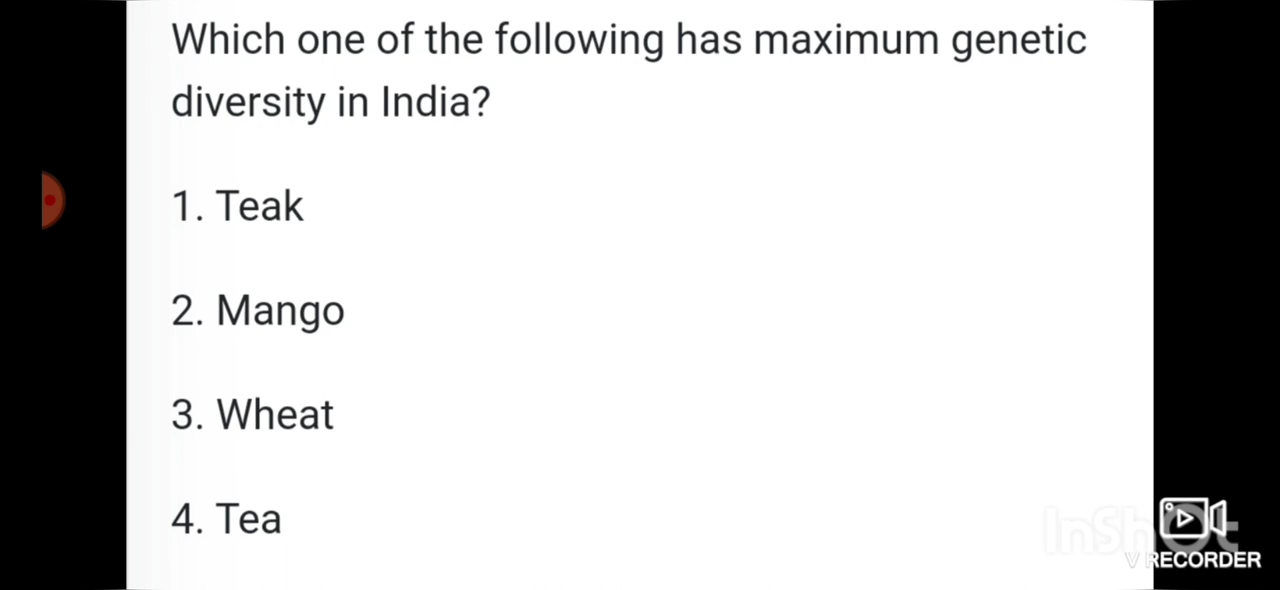 Which one of the following has maximum genetic
diversity in India?
1. Teak
2. Mango
3. Wheat
4. Tea
InShOt
V RECORDER